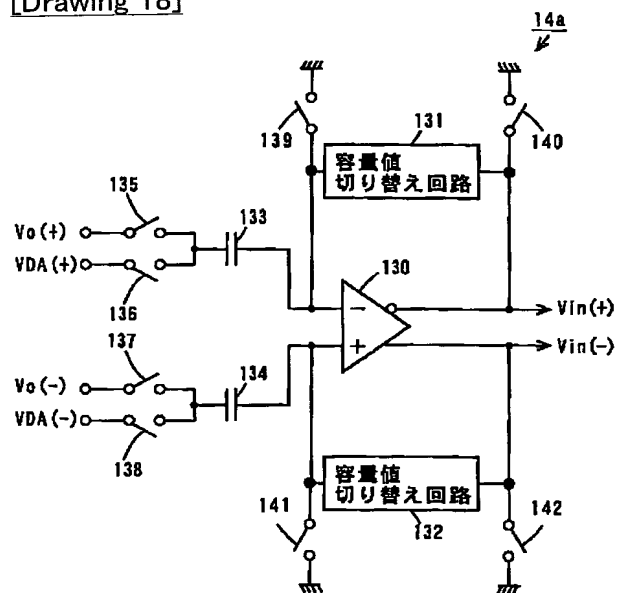 [Drawing 18]
14a
139
131
140
容量値
切り替え回路
135
133
Vo(+)
VDA(+)
130
136
Vin(+)
137
Vin(-)
134
Vo(-)
VDA(-)
138
容量値
切り替え回路
141
132
142